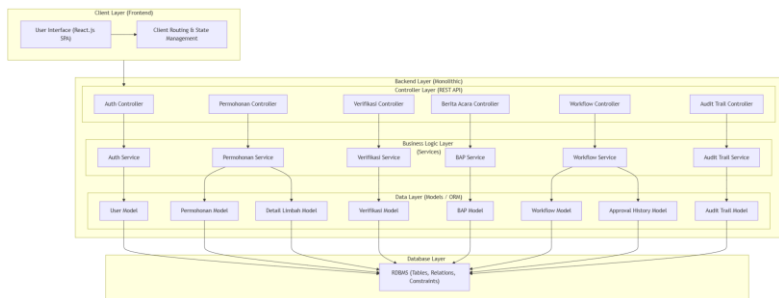 Client Layer (Frontend)
User Interface (React.js
SPA)
Client Routing & State
Management
Backend Layer (Monolithic)
Controller Layer (REST API)
Auth Controller
Permohonan Controller
Verifikasi Controller
Berita Acara Controller
Workflow Controller
Audit Trail Controller
Business Logic Layer
(Services)
Auth Service
Permohonan Service
Verifikasi Service
BAP Service
Workflow Service
Audit Trail Service
Data Layer (Models / ORM)
User Model
Permohonan Model
Detail Limbah Model
Verifikasi Model
BAP Model
Workflow Model
Approval History Model
Audit Trail Model
Database Layer
RDBMS (Tables, Relations,
Constraints)